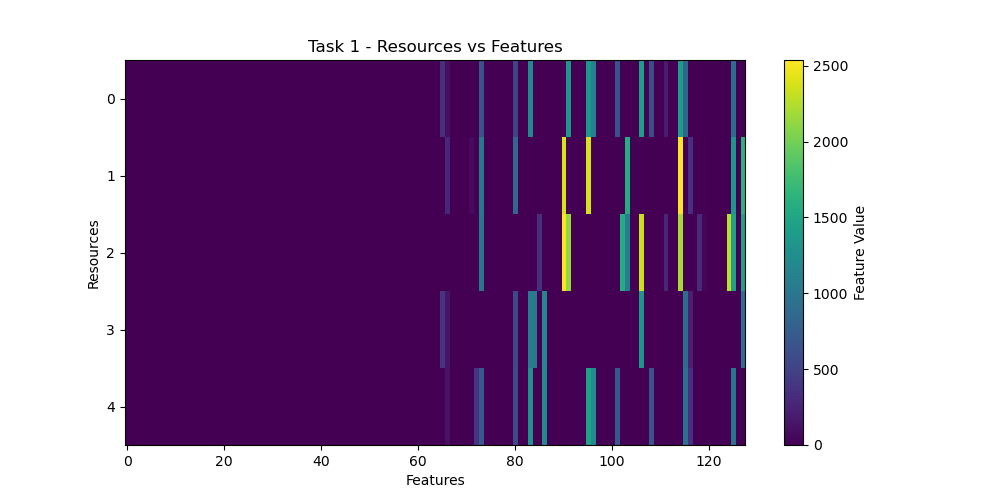 Task 1 - Resources vs Features
Resources
0
1
2
3
4
0 20 40 60 80 100 120
Features
2500
2000
1500
1000
500
0
Feature Value